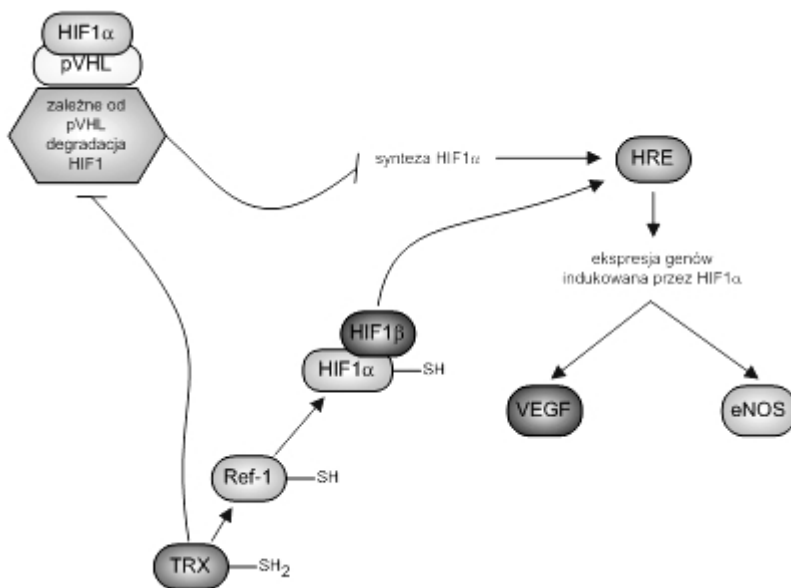 HIF1α
pVHL
zależne od
pVHL
degradacja
HIF1
synteza HIF1α
HRE
ekspresja genów
indukowana przez HIF1α
HIF1β
HIF1α
SH
VEGF
eNOS
Ref-1
SH
TRX
SH₂